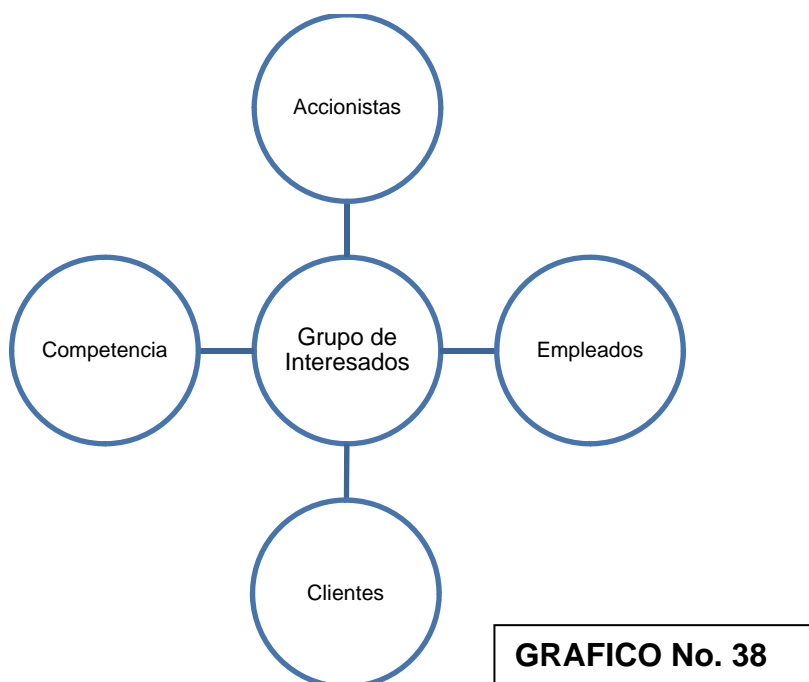 Accionistas
Competencia
Grupo de
Interesados
Empleados
Clientes
GRAFICO No. 38